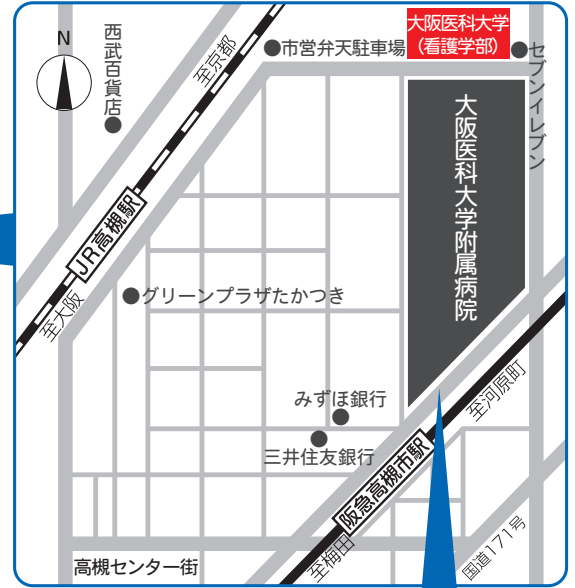 N
西武百貨店
至京都
市営弁天駐車場
大阪医科大学
（看護学部）
セブンイレブン
大阪医科大学附属病院
JR高槻駅
至大阪
グリーンプラザたかつき
みずほ銀行
三井住友銀行
至河原町
阪急高槻市駅
至梅田
国道171号
高槻センター街